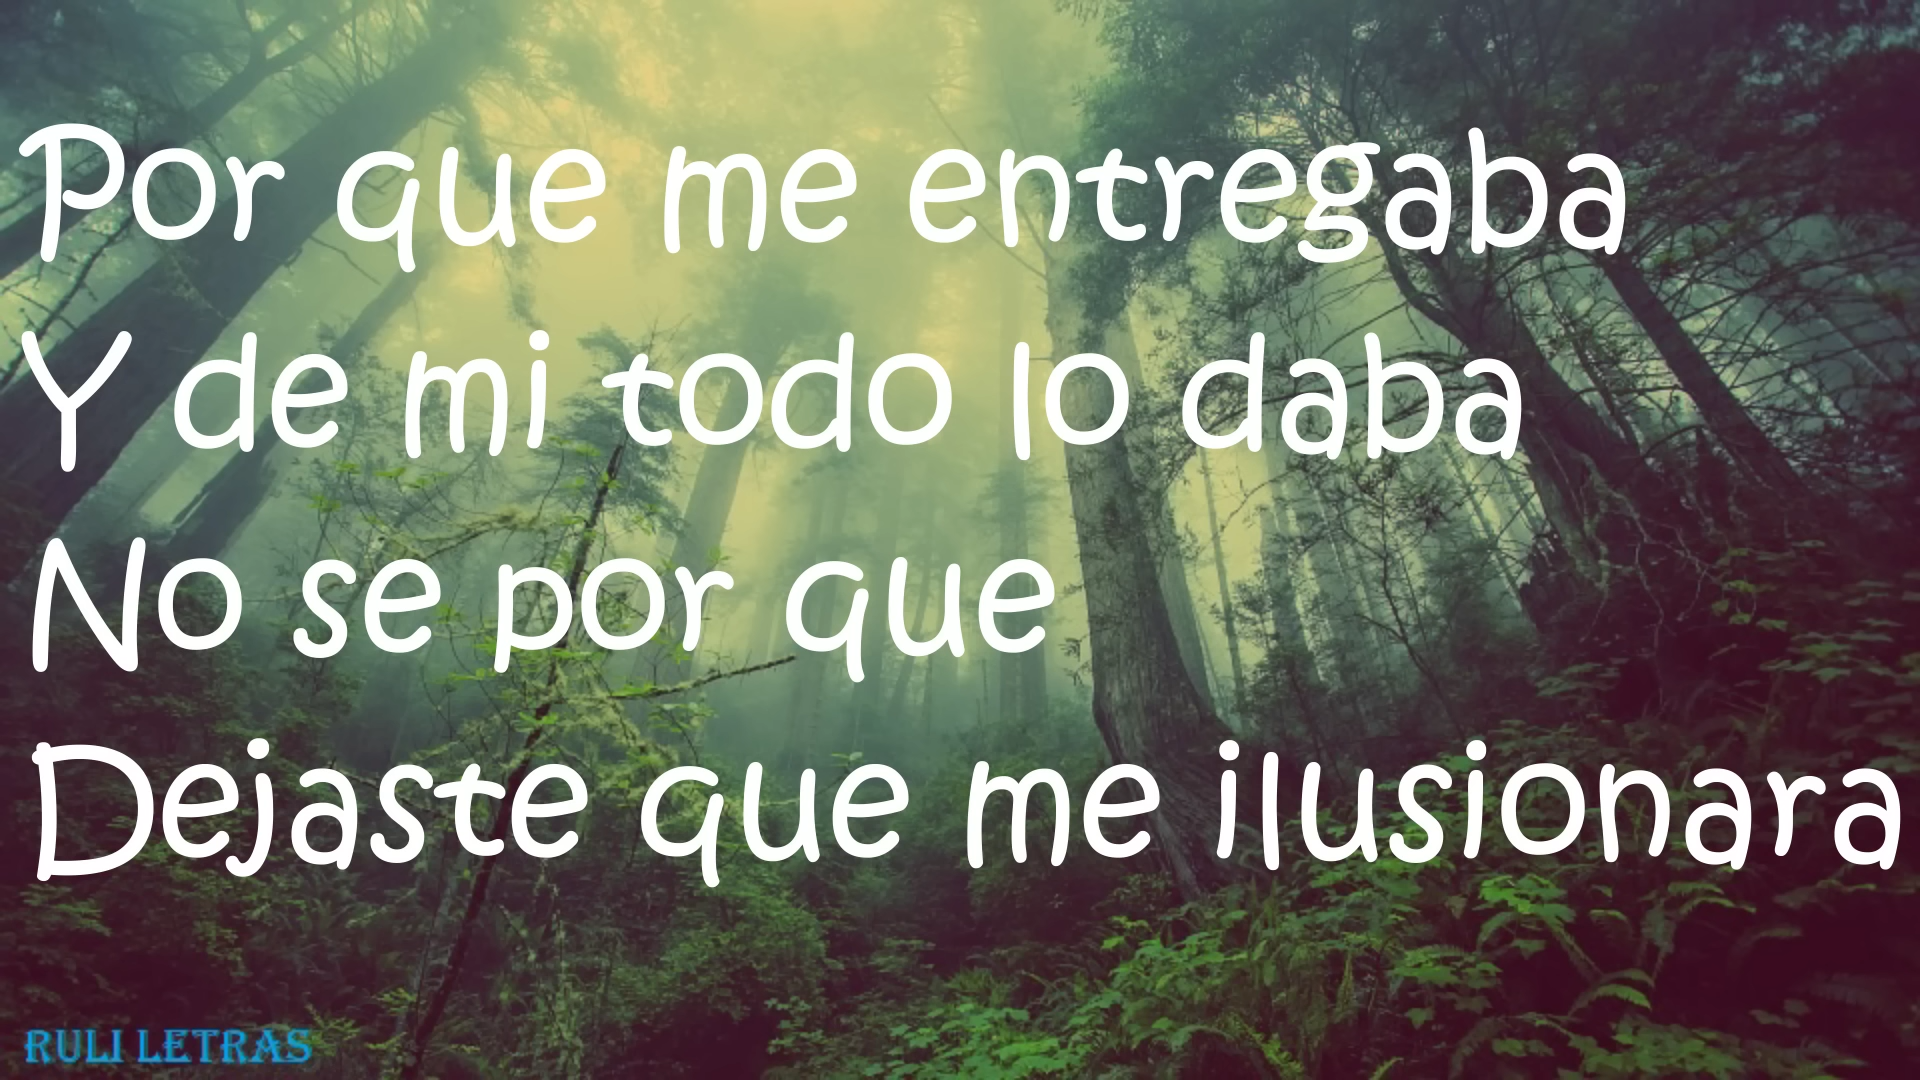 Por que me entregaba
Y de mi todo lo daba
No se por que
Dejaste que me ilusionara
RULI LETRAS